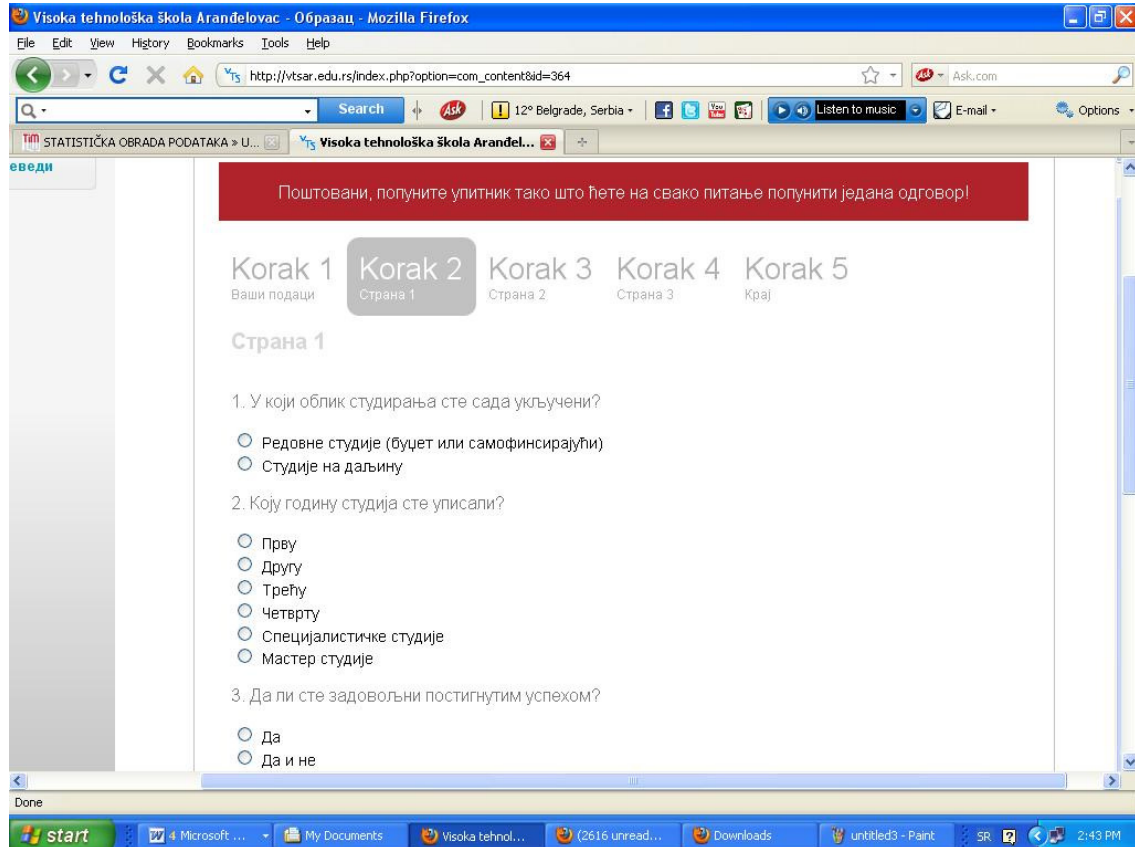 Visoka tehnološka škola Aranđelovac - Образац - Mozilla Firefox
File Edit View History Bookmarks Tools Help
http://vtsar.edu.rs/index.php?option=com_content&id=364
Ask.com
Search 12° Belgrade, Serbia Listen to music E-mail Options
STATISTIČKA OBRADA PODATAKA » U... Visoka tehnološka škola Aranđel...
еведи
Поштовани, попуните упитник тако што ћете на свако питање попунити једана одговор!
Korak 1 Korak 2 Korak 3 Korak 4 Korak 5
Ваши подаци Страна 1 Страна 2 Страна 3 Крај
Страна 1
1. У који облик студирања сте сада укључени?
Редовне студије (буџет или самофинсирајући)
Студије на даљину
2. Коју годину студија сте уписали?
Прву
Другу
Трећу
Четврту
Специјалистичке студије
Мастер студије
3. Да ли сте задовољни постигнутим успехом?
Да
Да и не
Done
start 4 Microsoft ... My Documents Visoka tehnol... (2616 unread... Downloads untitled3 - Paint SR 2:43 PM